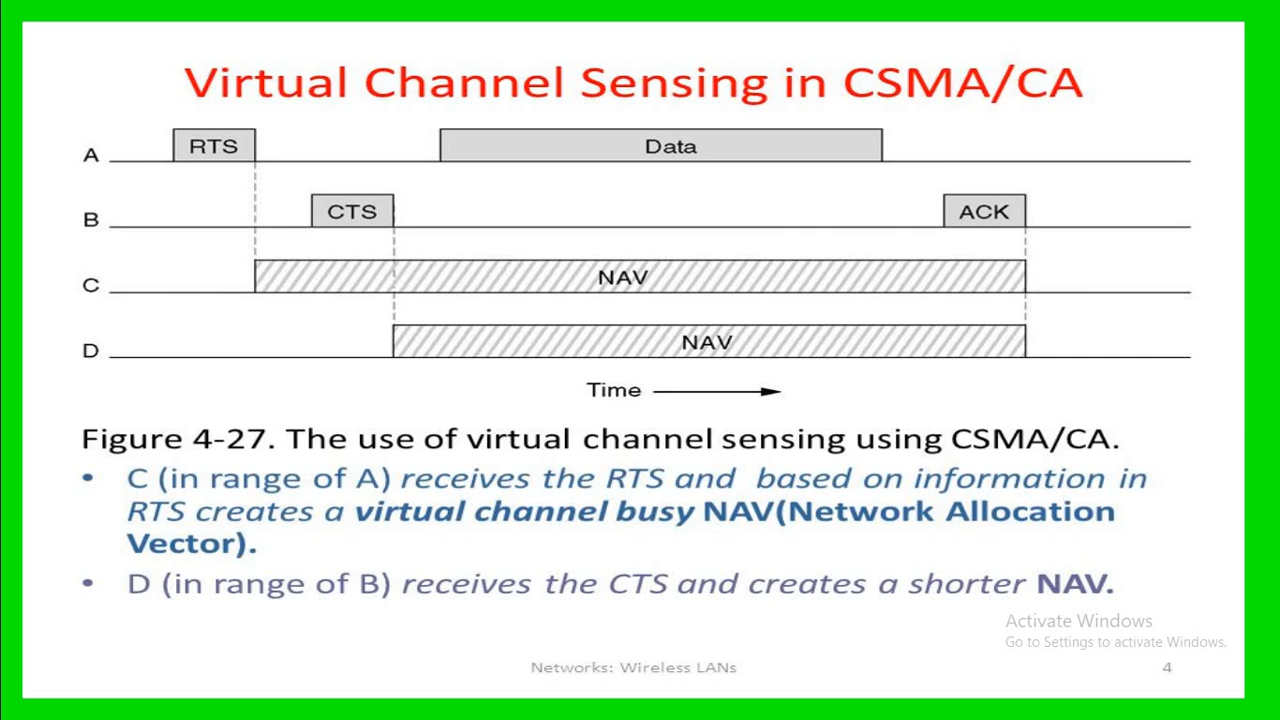 Virtual Channel Sensing in CSMA/CA
A RTS Data
B CTS ACK
C NAV
D NAV
Time
Figure 4-27. The use of virtual channel sensing using CSMA/CA.
• C (in range of A) receives the RTS and based on information in
RTS creates a virtual channel busy NAV(Network Allocation
Vector).
• D (in range of B) receives the CTS and creates a shorter NAV.
Activate Windows
Go to Settings to activate Windows.
Networks: Wireless LANs 4